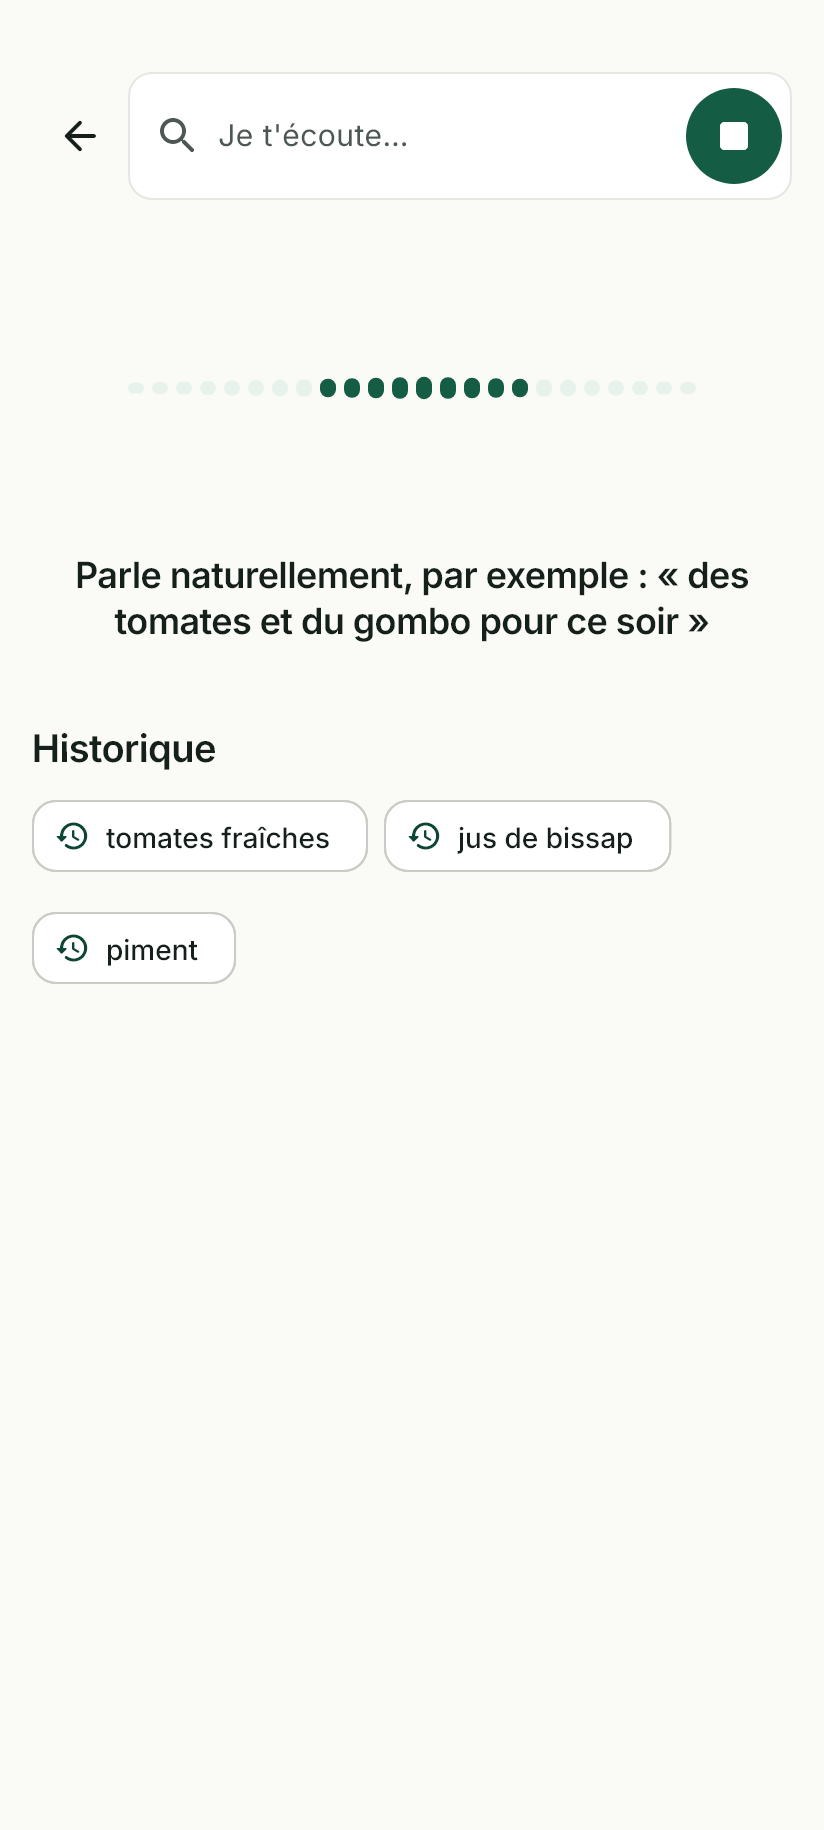 Je t'écoute...
Parle naturellement, par exemple : « des
tomates et du gombo pour ce soir »
Historique
tomates fraîches
jus de bissap
piment